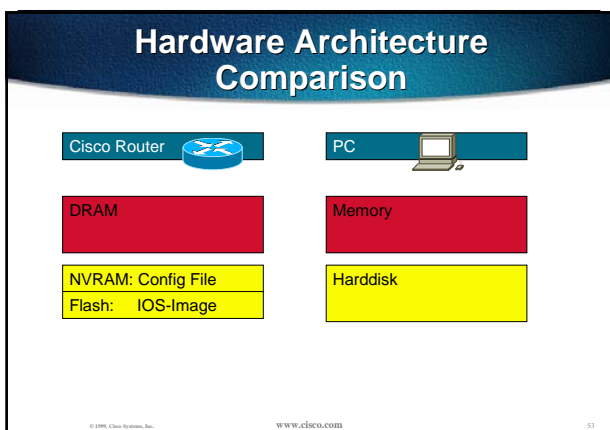 Hardware Architecture
Comparison
Cisco Router
PC
DRAM
Memory
NVRAM: Config File
Harddisk
Flash: IOS-Image
© 1999, Cisco Systems, Inc.
www.cisco.com
53